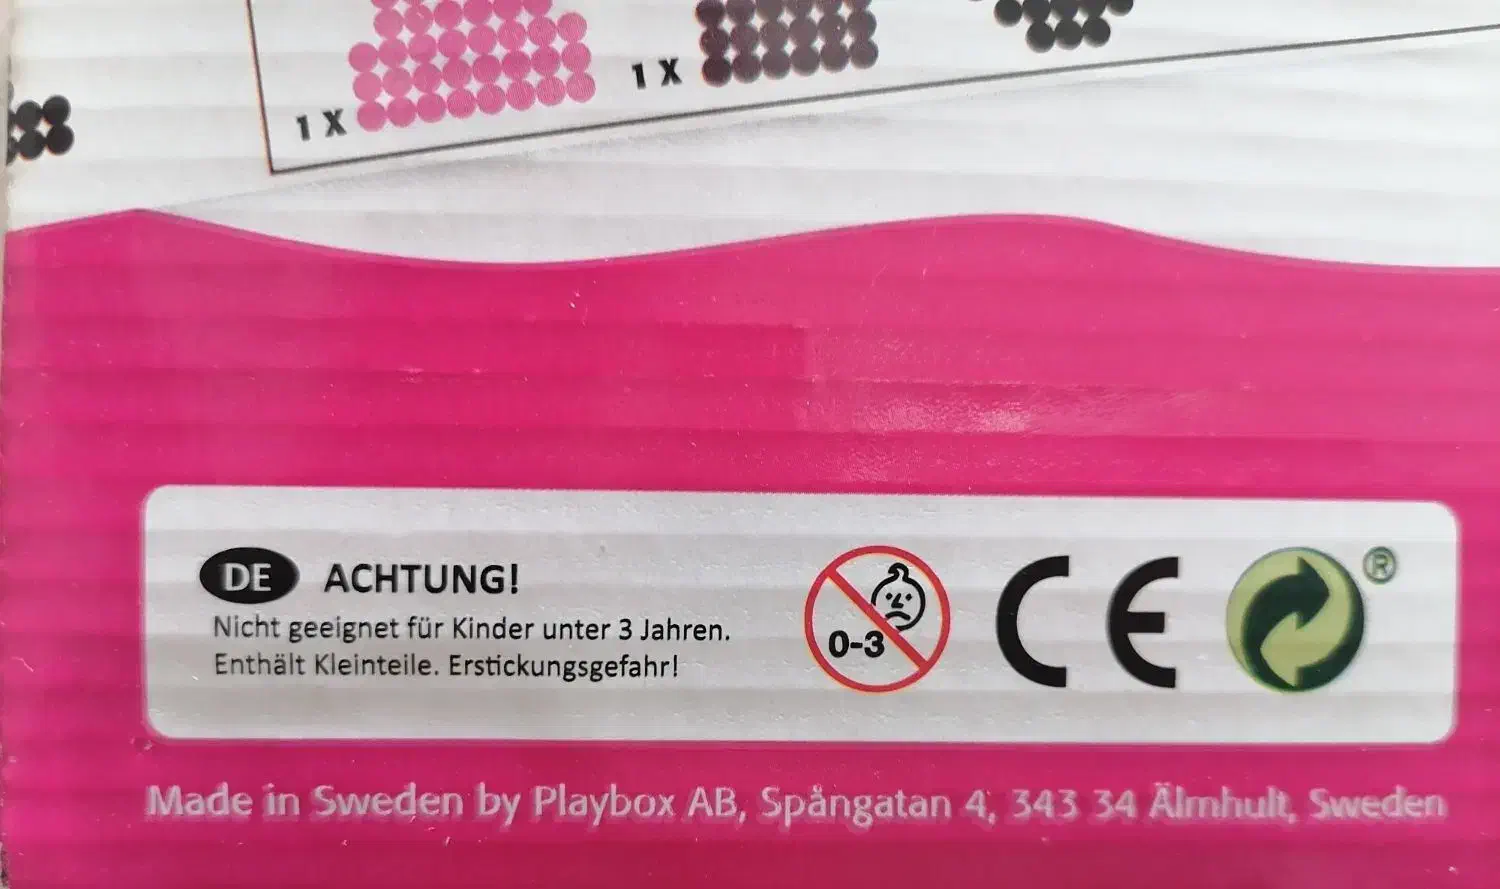 1 X
1 X
DE ACHTUNG!
Nicht geeignet für Kinder unter 3 Jahren.
Enthält Kleinteile. Erstickungsgefahr!
0-3
CE
®
Made in Sweden by Playbox AB, Spångatan 4, 343 34 Älmhult, Sweden